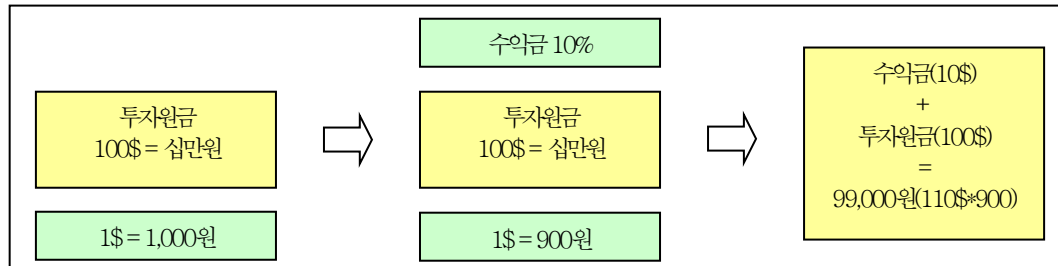 투자원금
100$ = 십만원
1$ = 1,000원
수익금 10%
투자원금
100$ = 십만원
1$ = 900원
수익금(10$)
+
투자원금(100$)
=
99,000원(110$*900)